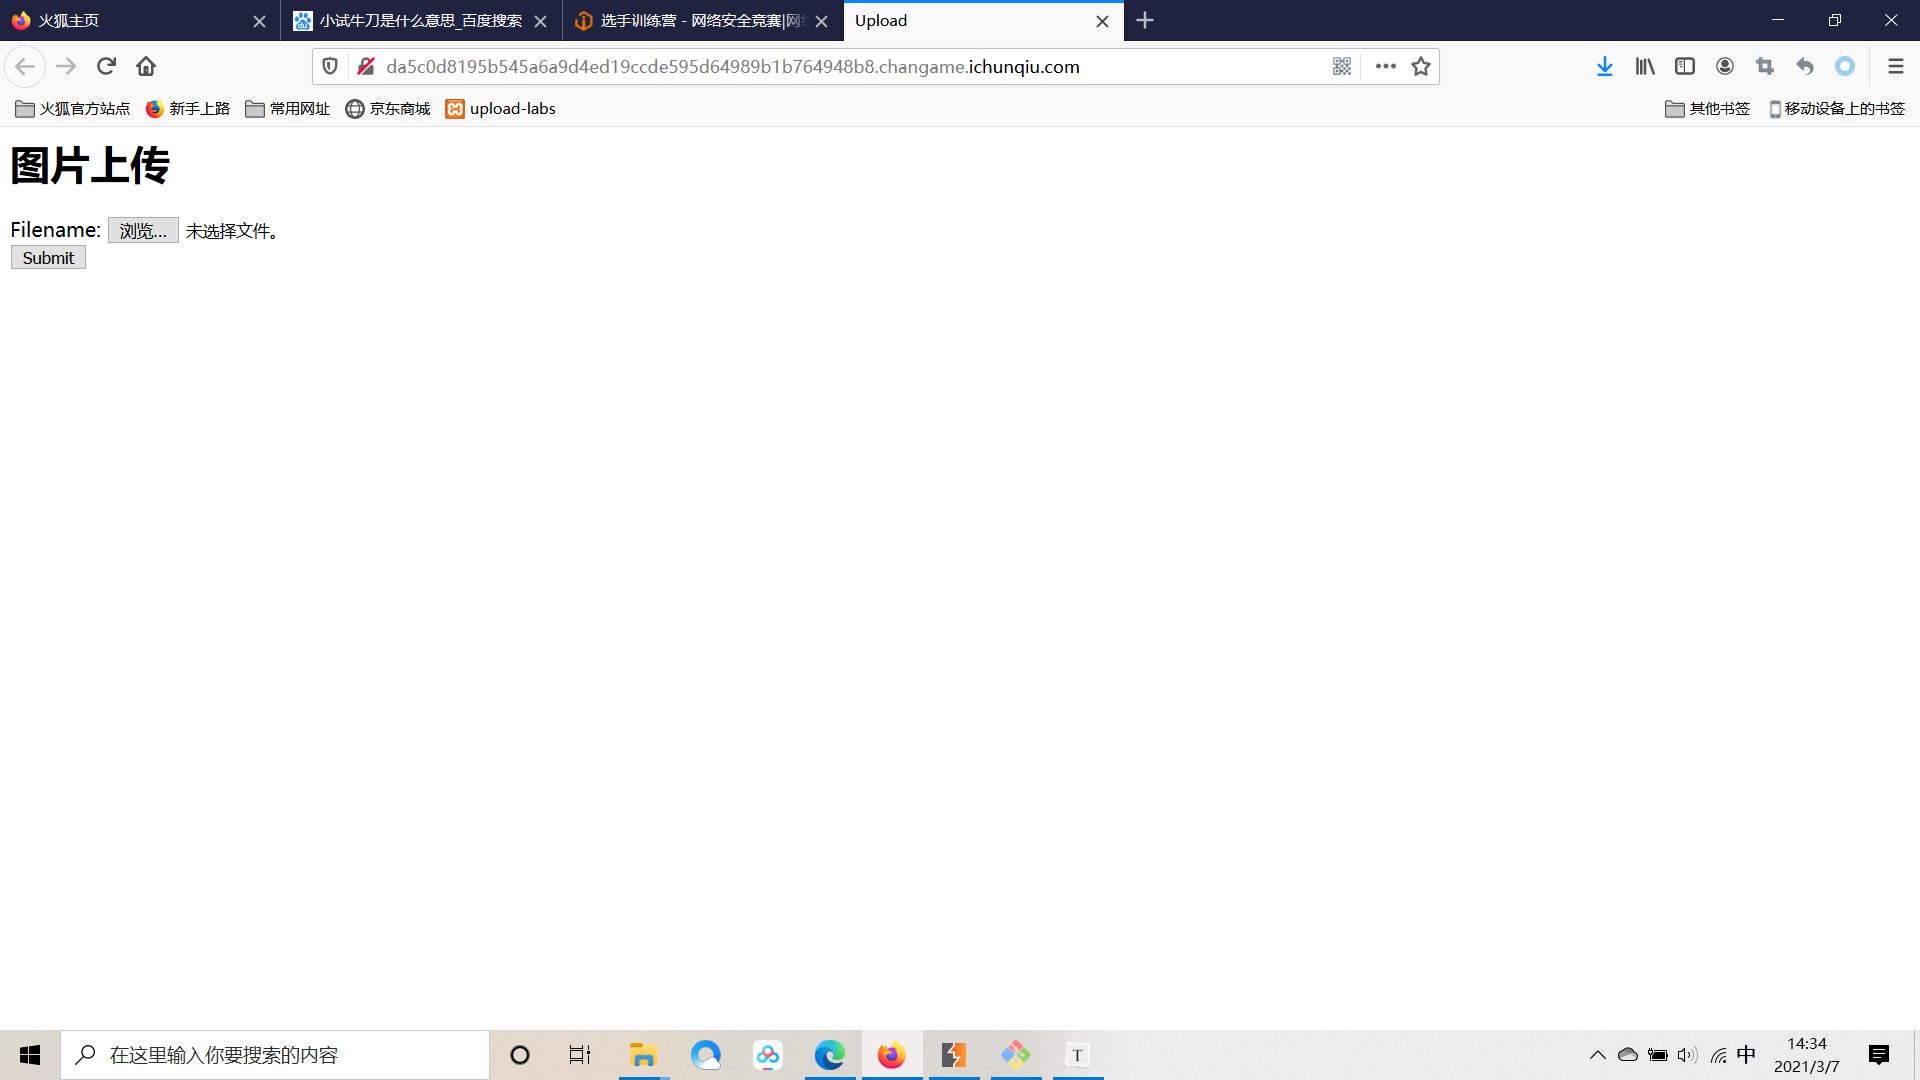 火狐主页
小试牛刀是什么意思_百度搜索
选手训练营 - 网络安全竞赛|网
Upload
da5c0d8195b545a6a9d4ed19ccde595d64989b1b764948b8.changame.ichunqiu.com
火狐官方站点
新手上路
常用网址
京东商城
upload-labs
其他书签
移动设备上的书签
图片上传
Filename: 浏览... 未选择文件。
Submit
在这里输入你要搜索的内容
T
中
14:34
2021/3/7